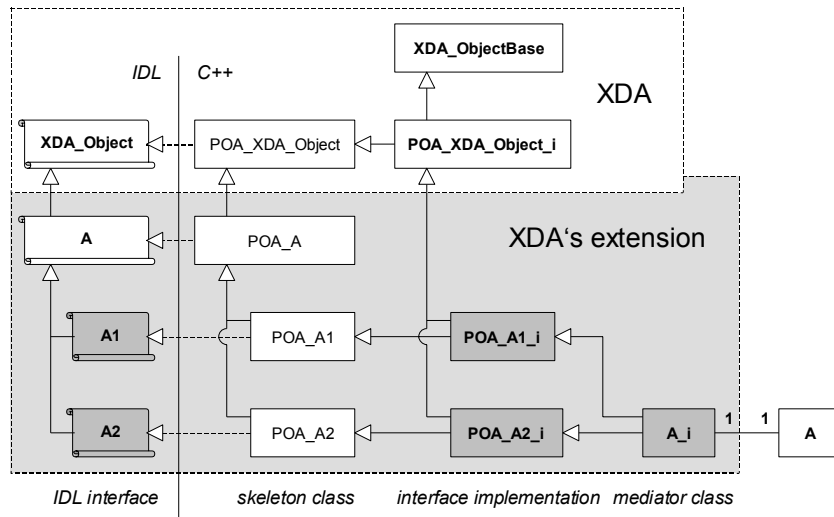 XDA_ObjectBase
IDL C++
XDA
XDA_Object POA_XDA_Object POA_XDA_Object_i
XDA‘s extension
A POA_A
A1 POA_A1 POA_A1_i
A2 POA_A2 POA_A2_i A_i 1 1 A
IDL interface skeleton class interface implementation mediator class